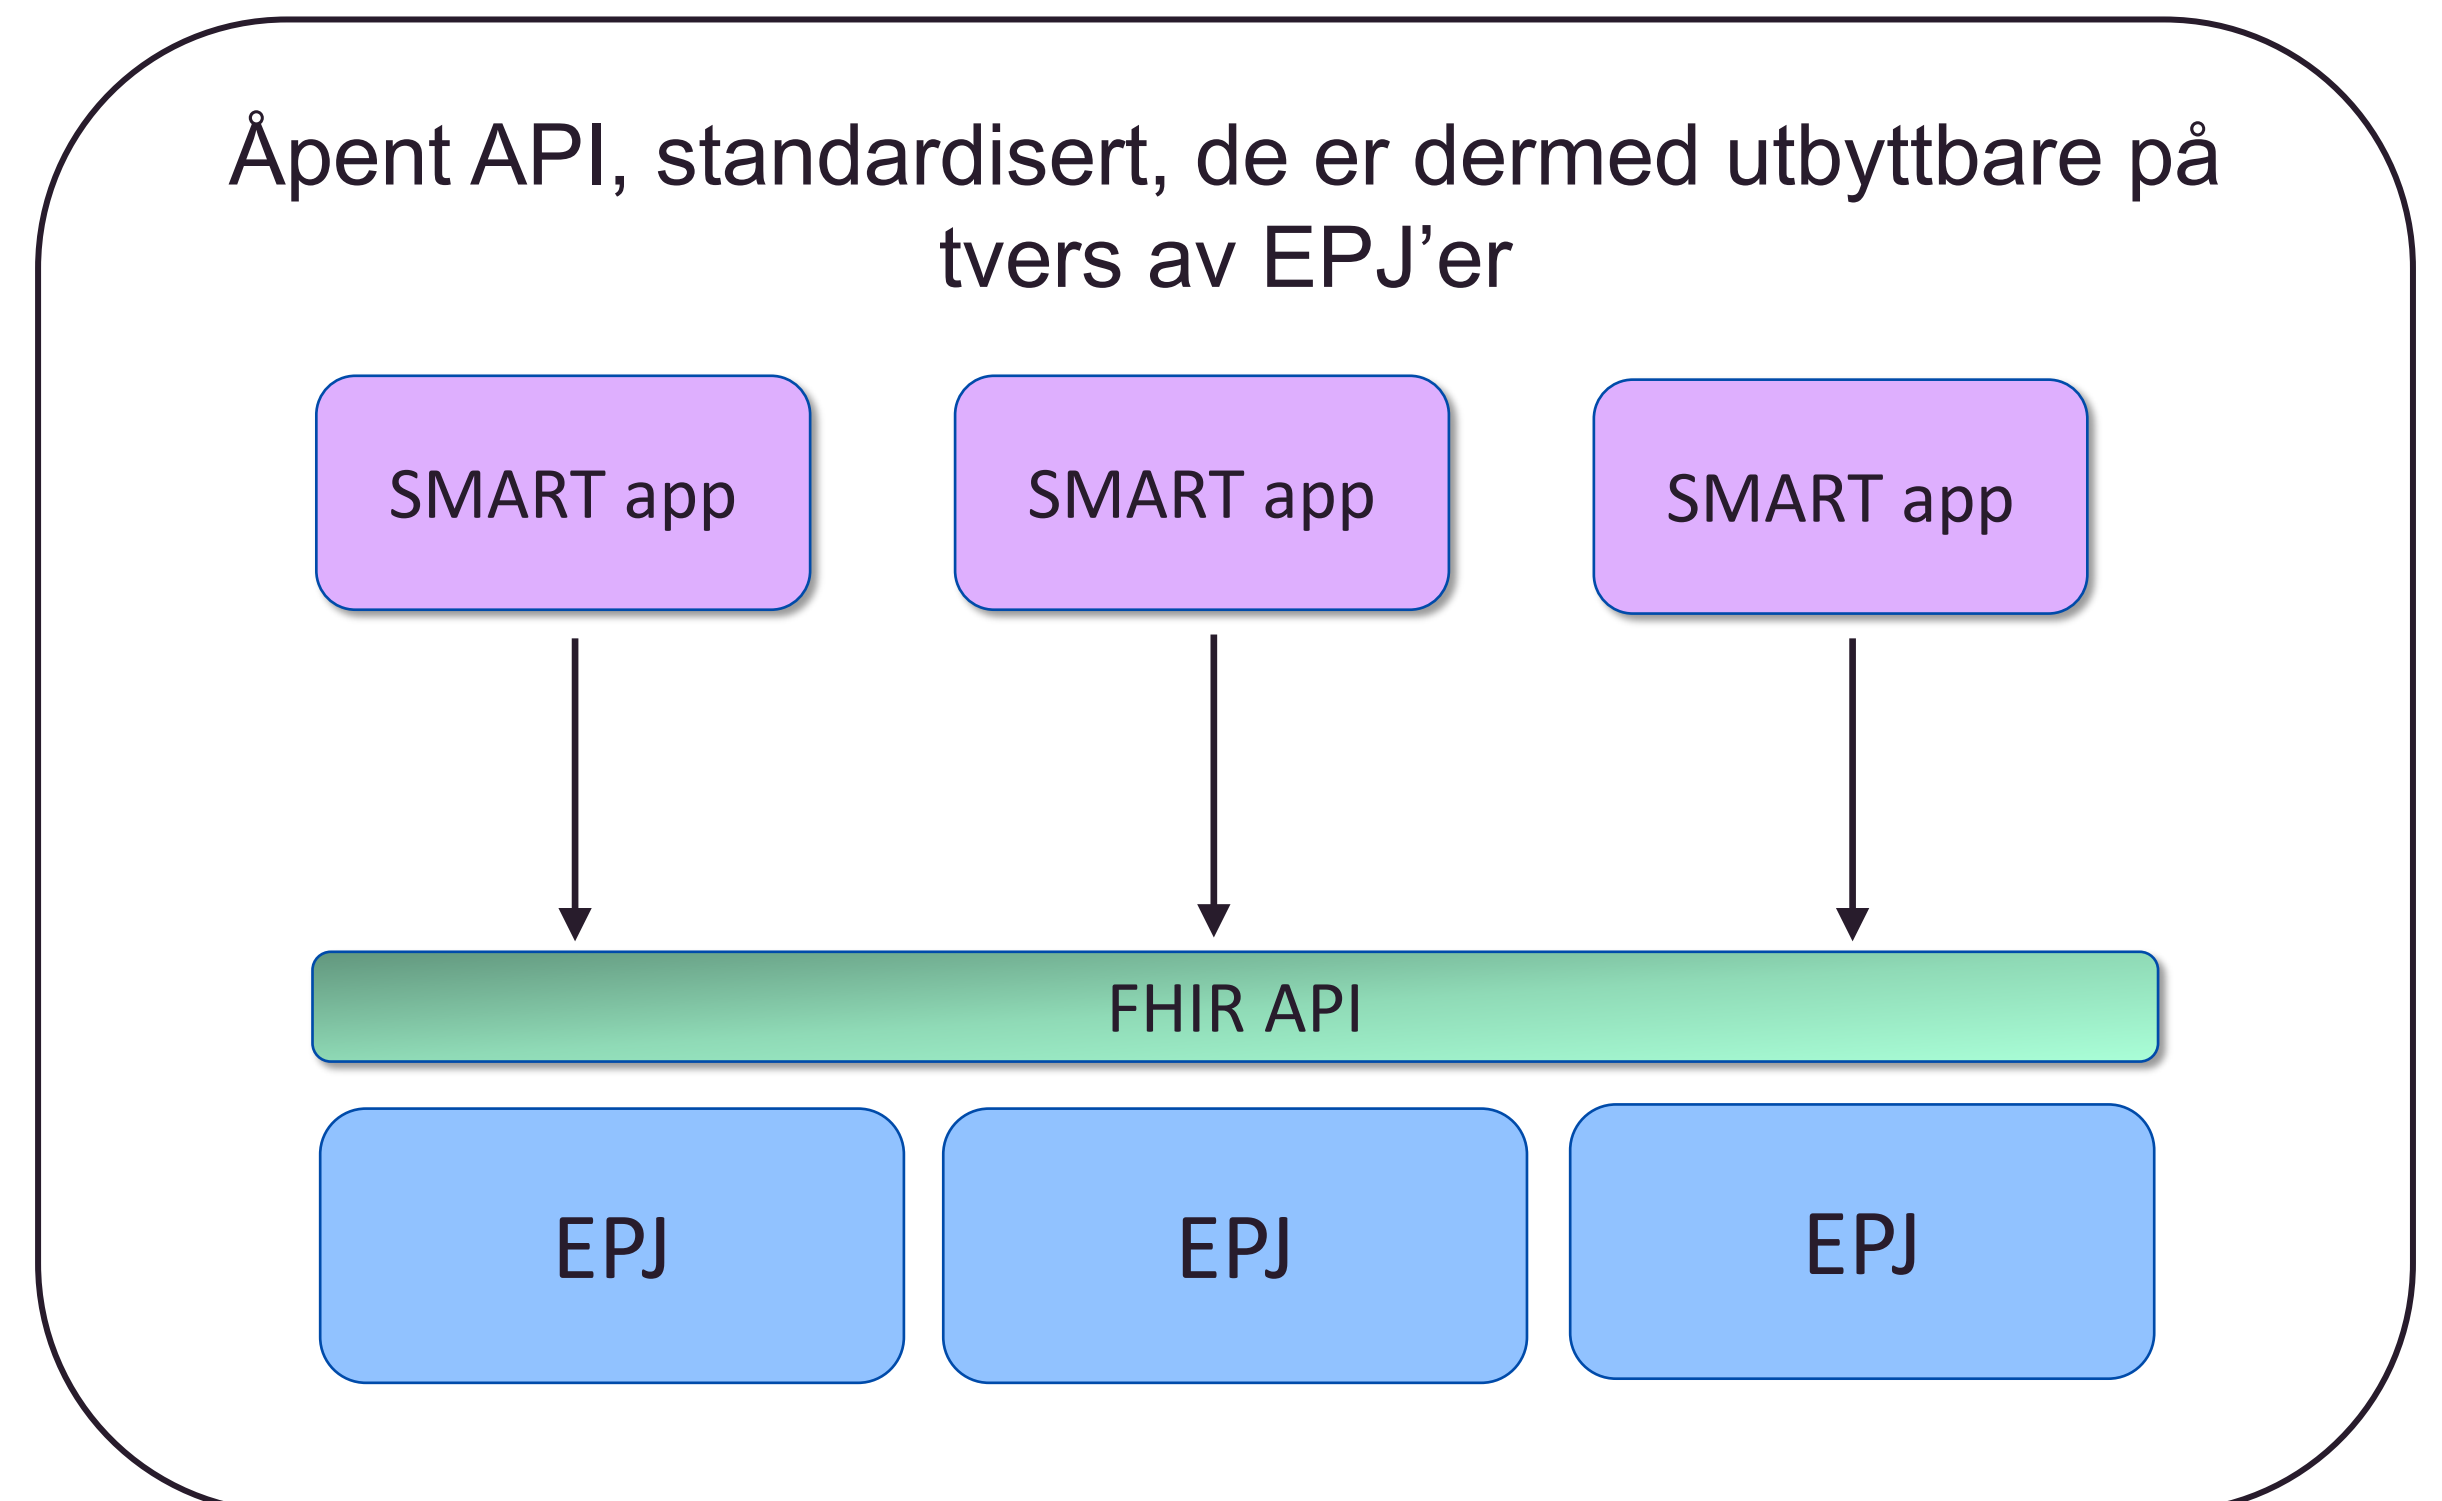 Åpent API, standardisert, de er dermed utbyttbare på
tvers av EPJ’er
SMART app
SMART app
SMART app
FHIR API
EPJ
EPJ
EPJ